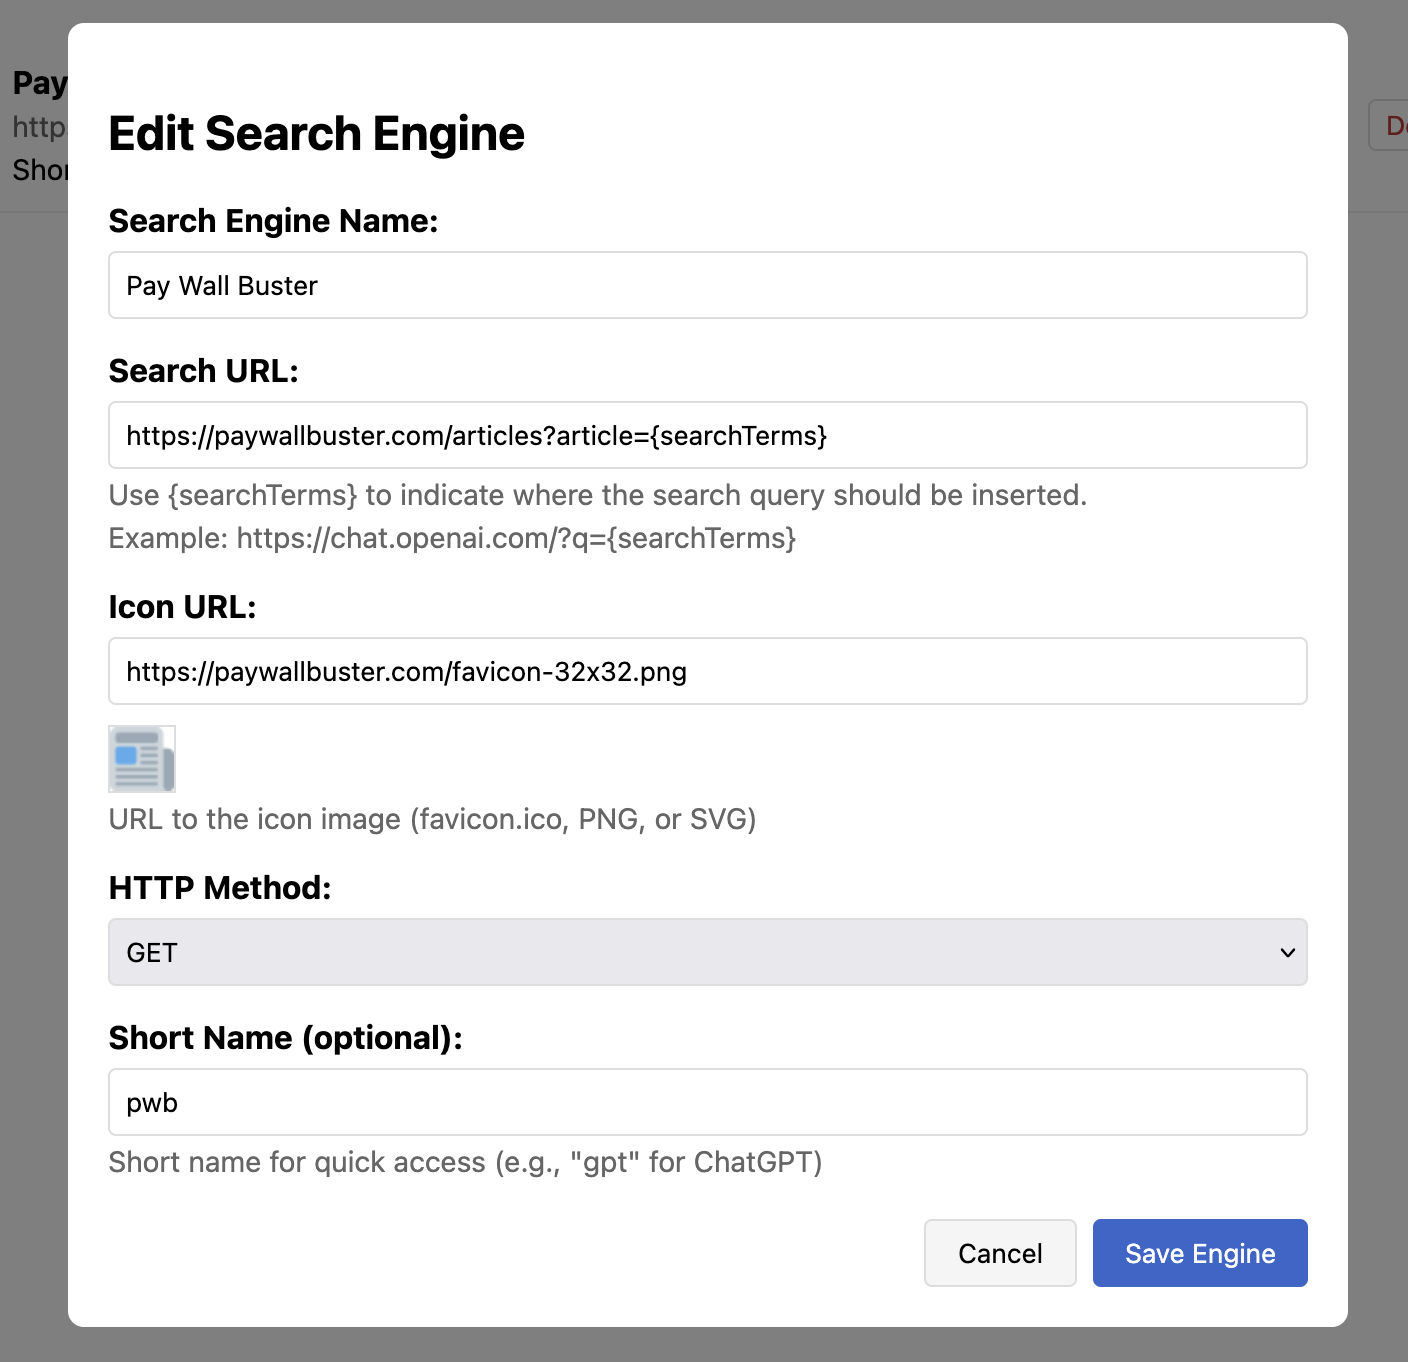 Pay
http
Shor
De
Edit Search Engine
Search Engine Name:
Pay Wall Buster
Search URL:
https://paywallbuster.com/articles?article={searchTerms}
Use {searchTerms} to indicate where the search query should be inserted.
Example: https://chat.openai.com/?q={searchTerms}
Icon URL:
https://paywallbuster.com/favicon-32x32.png
URL to the icon image (favicon.ico, PNG, or SVG)
HTTP Method:
GET
Short Name (optional):
pwb
Short name for quick access (e.g., "gpt" for ChatGPT)
Cancel
Save Engine